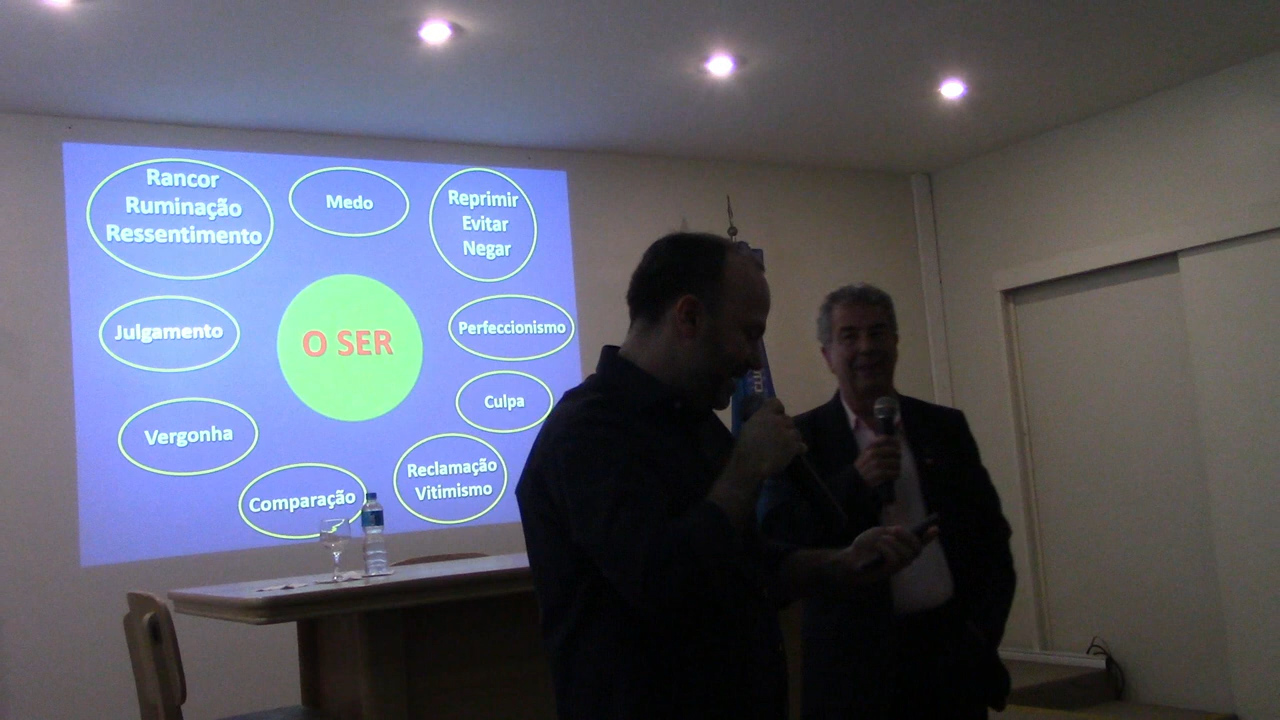 Rancor
Ruminação
Ressentimento
Medo
Reprimir
Evitar
Negar
Julgamento
O SER
Perfeccionismo
Culpa
Vergonha
Reclamação
Vitimismo
Comparação